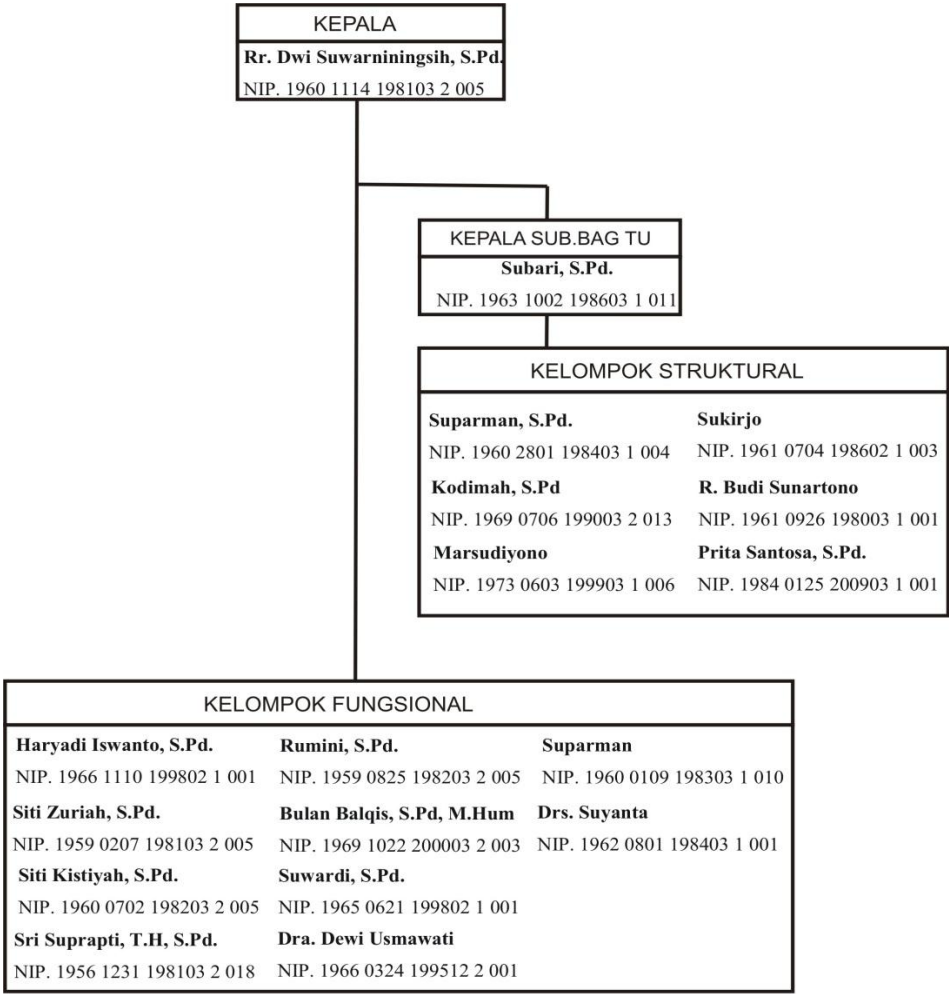 KEPALA
Rr. Dwi Suwarniningsih, S.Pd.
NIP. 1960 1114 198103 2 005
KEPALA SUB.BAG TU
Subari, S.Pd.
NIP. 1963 1002 198603 1 011
KELOMPOK STRUKTURAL
Suparman, S.Pd.
NIP. 1960 2801 198403 1 004
Kodimah, S.Pd
NIP. 1969 0706 199003 2 013
Marsudiyono
NIP. 1973 0603 199903 1 006
Sukirjo
NIP. 1961 0704 198602 1 003
R. Budi Sunartono
NIP. 1961 0926 198003 1 001
Prita Santosa, S.Pd.
NIP. 1984 0125 200903 1 001
KELOMPOK FUNGSIONAL
Haryadi Iswanto, S.Pd.
NIP. 1966 1110 199802 1 001
Siti Zuriah, S.Pd.
NIP. 1959 0207 198103 2 005
Siti Kistiyah, S.Pd.
NIP. 1960 0702 198203 2 005
Sri Suprapti, T.H, S.Pd.
NIP. 1956 1231 198103 2 018
Rumini, S.Pd.
NIP. 1959 0825 198203 2 005
Bulan Balqis, S.Pd, M.Hum
NIP. 1969 1022 200003 2 003
Suwardi, S.Pd.
NIP. 1965 0621 199802 1 001
Dra. Dewi Usmawati
NIP. 1966 0324 199512 2 001
Suparman
NIP. 1960 0109 198303 1 010
Drs. Suyanta
NIP. 1962 0801 198403 1 001